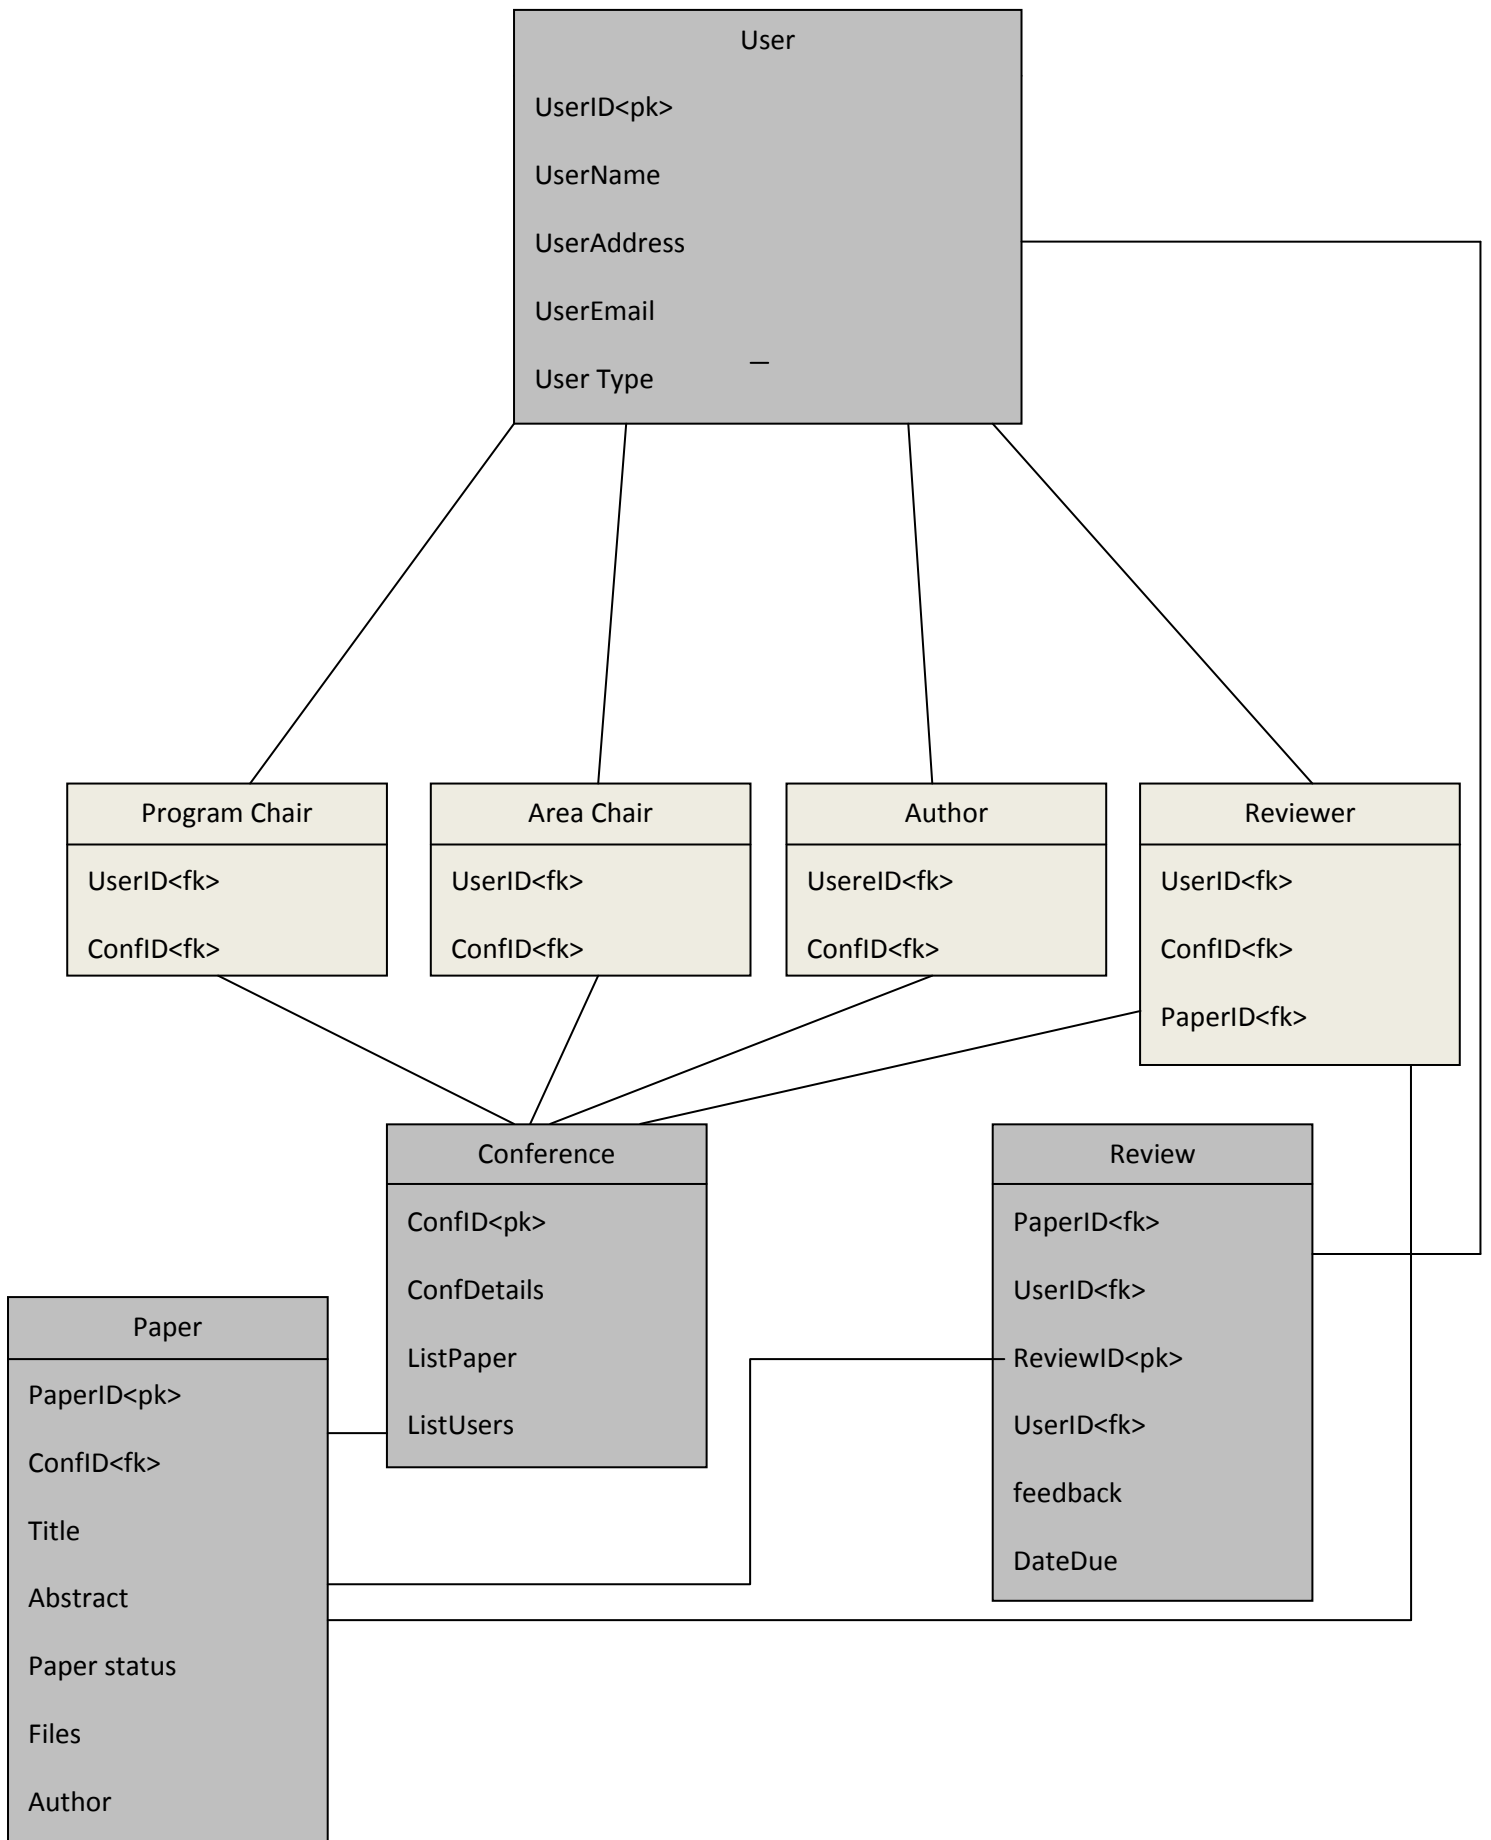 User
UserID<pk>
UserName
UserAddress
UserEmail
_
User Type
Program Chair
UserID<fk>
ConfID<fk>
Area Chair
UserID<fk>
ConfID<fk>
Author
UsereID<fk>
ConfID<fk>
Reviewer
UserID<fk>
ConfID<fk>
PaperID<fk>
Conference
ConfID<pk>
ConfDetails
ListPaper
ListUsers
Review
PaperID<fk>
UserID<fk>
ReviewID<pk>
UserID<fk>
feedback
DateDue
Paper
PaperID<pk>
ConfID<fk>
Title
Abstract
Paper status
Files
Author